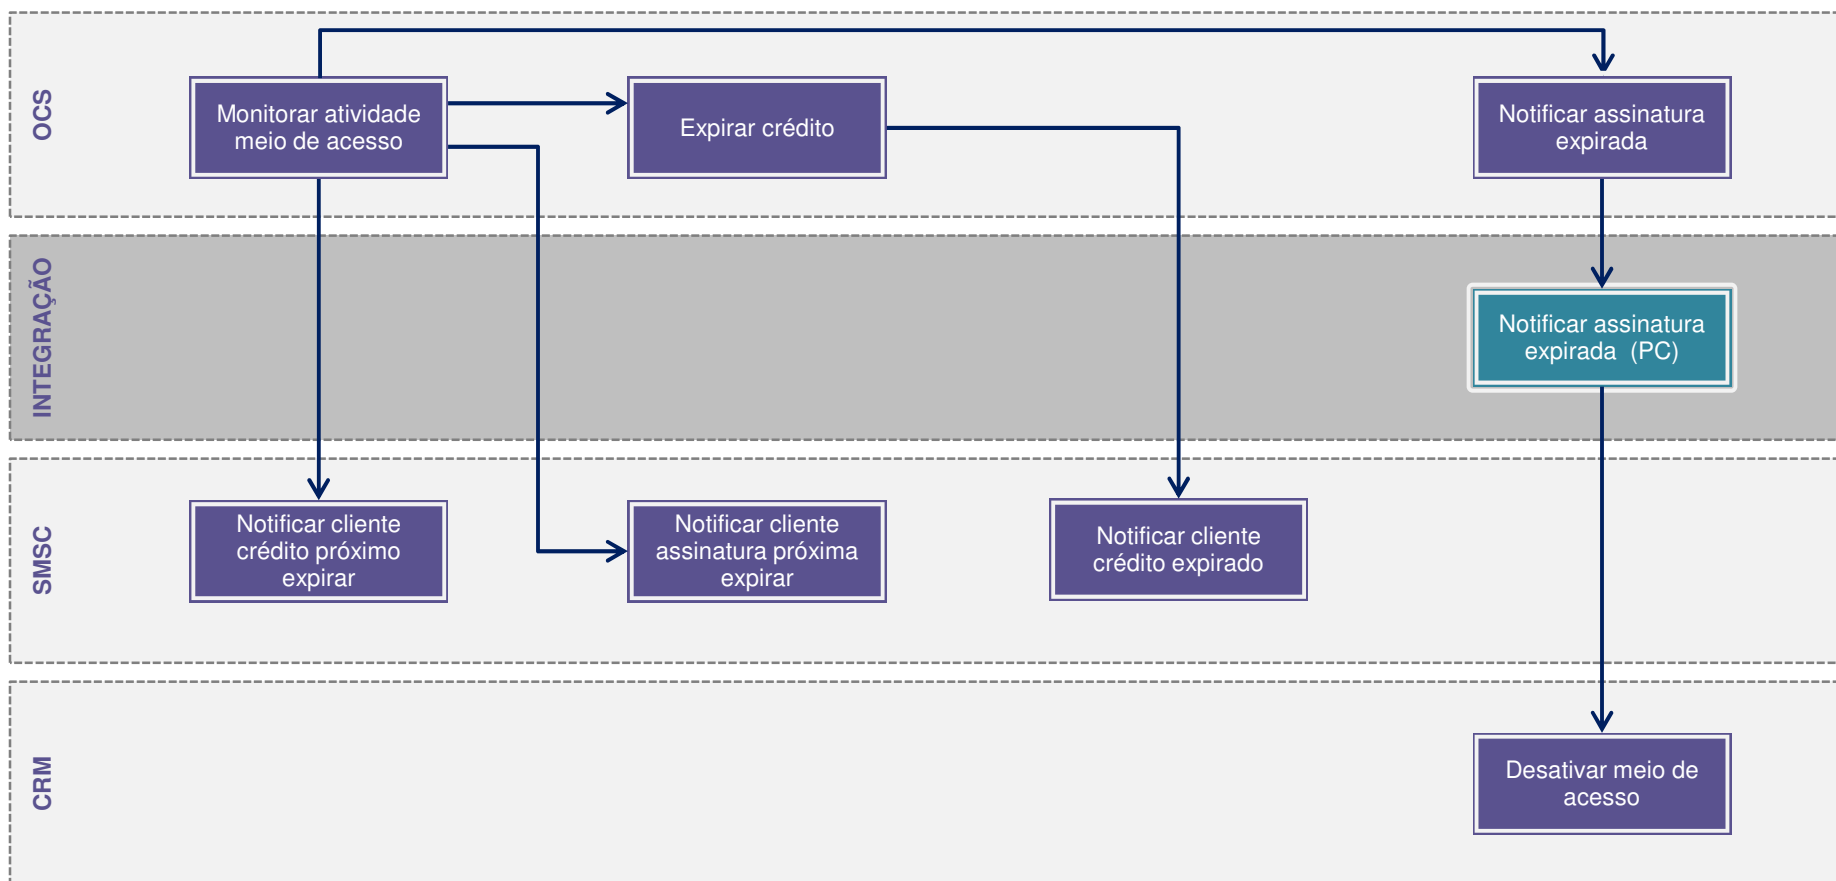 OCS
Monitorar atividade
meio de acesso
Expirar crédito
Notificar assinatura
expirada
INTEGRAÇÃO
Notificar assinatura
expirada (PC)
SMSC
Notificar cliente
crédito próximo
expirar
Notificar cliente
assinatura próxima
expirar
Notificar cliente
crédito expirado
CRM
Desativar meio de
acesso